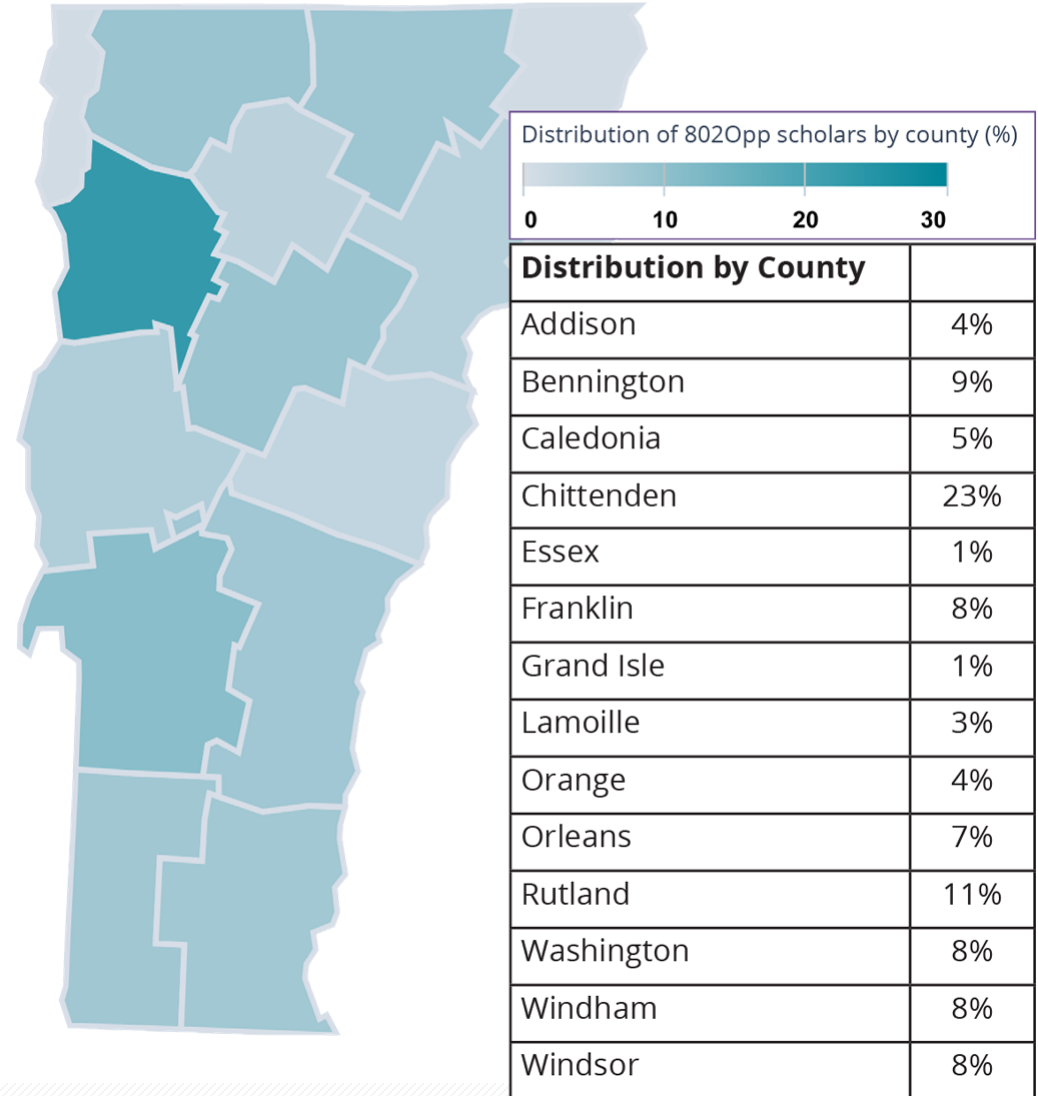 Distribution of 802Opp scholars by county (%)
0 10 20 30
Distribution by County
Addison 4%
Bennington 9%
Caledonia 5%
Chittenden 23%
Essex 1%
Franklin 8%
Grand Isle 1%
Lamoille 3%
Orange 4%
Orleans 7%
Rutland 11%
Washington 8%
Windham 8%
Windsor 8%